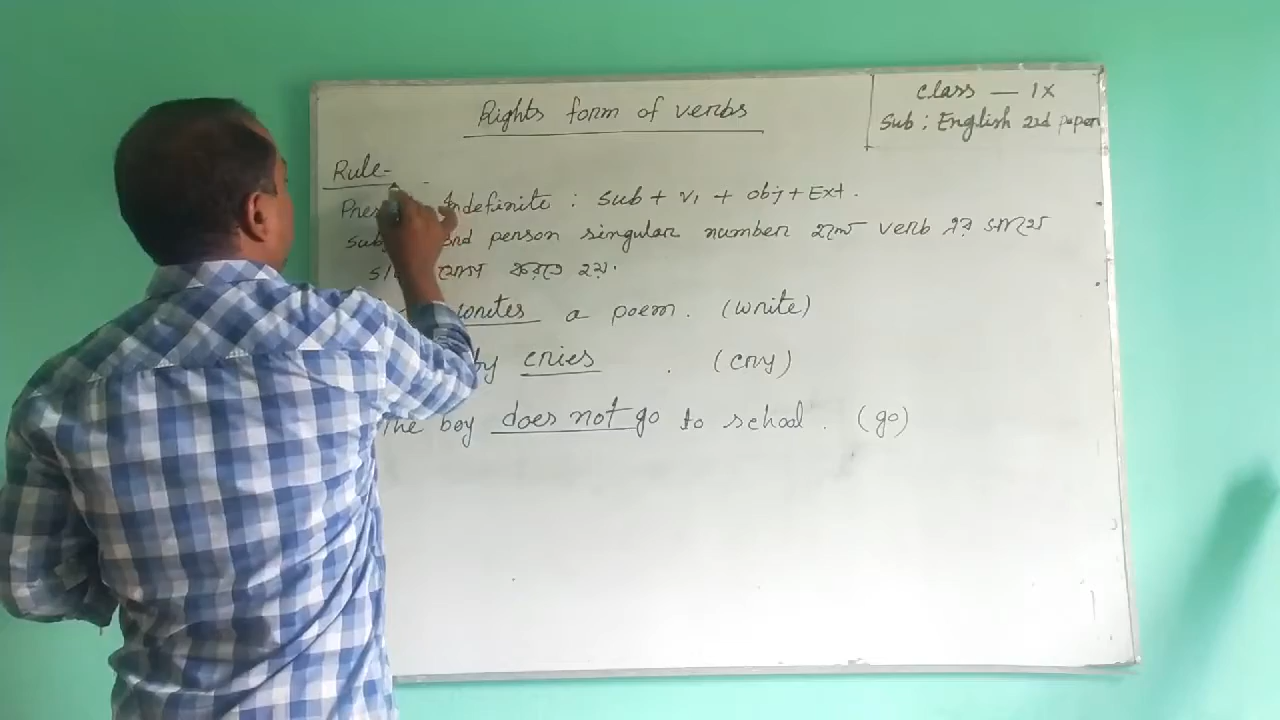 Rights form of verbs
Class — IX
Sub : English 2nd paper
Rule-
Indefinite : Sub + V1 + obj + Ext.
person singular number হলে verb এর সাথে
যোগ করতে হয়.
writes a poem. (write)
cries . (cry)
The boy does not go to school. (go)